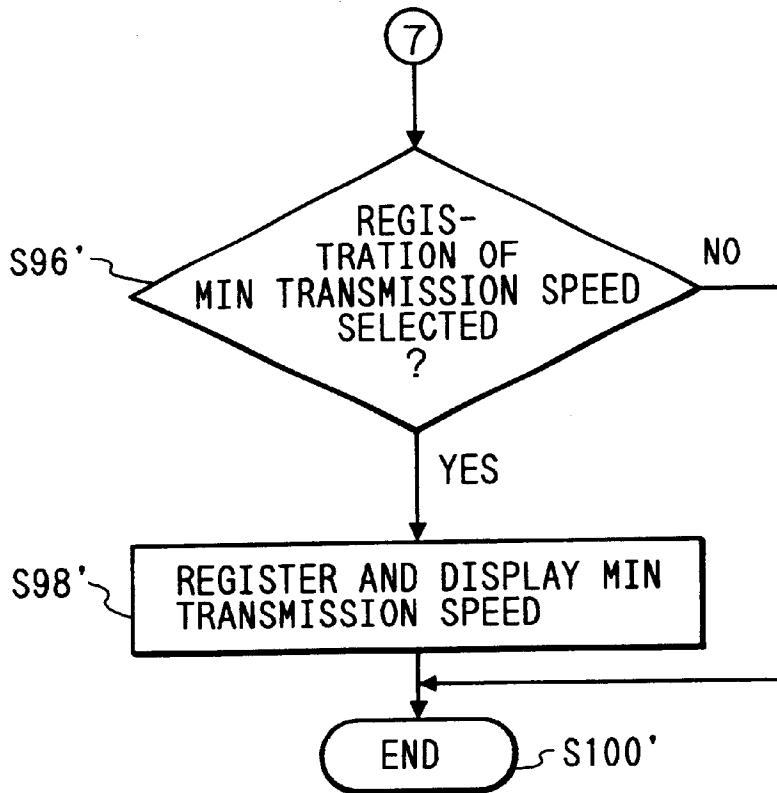 7
REGIS-
TRATION OF
MIN TRANSMISSION SPEED
SELECTED
?
S96'
NO
YES
S98'
REGISTER AND DISPLAY MIN
TRANSMISSION SPEED
END
S100'